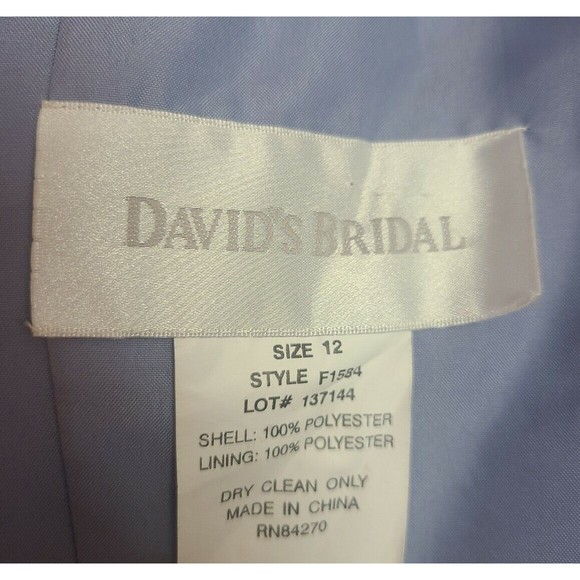 DAVID'S BRIDAL
SIZE 12
STYLE F1584
LOT# 137144
SHELL: 100% POLYESTER
LINING: 100% POLYESTER
DRY CLEAN ONLY
MADE IN CHINA
RN84270